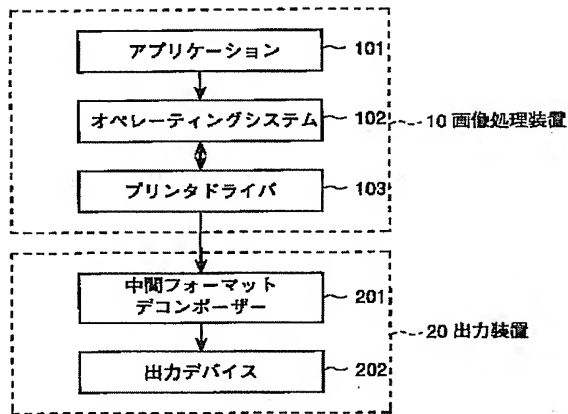 アプリケーション 101
オペレーティングシステム 102
10 画像処理装置
プリンタドライバ 103
中間フォーマット
デコンポーザー 201
20 出力装置
出力デバイス 202